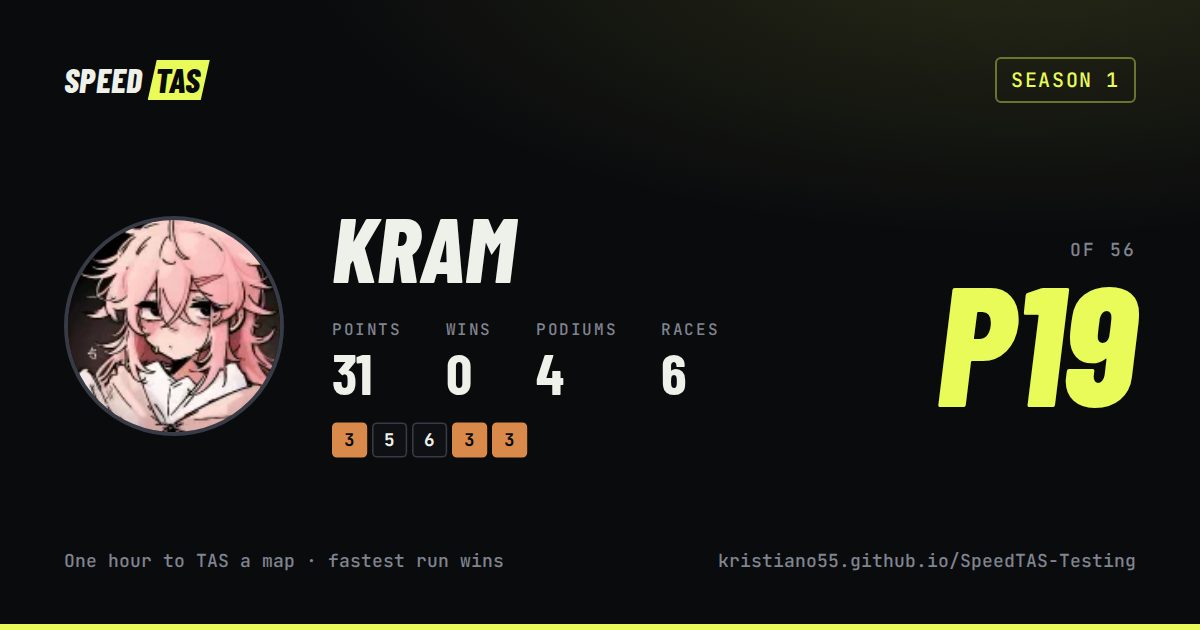 SPEED TAS
SEASON 1
KRAM
POINTS WINS PODIUMS RACES
31 0 4 6
3 5 6 3 3
OF 56
P19
One hour to TAS a map · fastest run wins
kristiano55.github.io/SpeedTAS-Testing